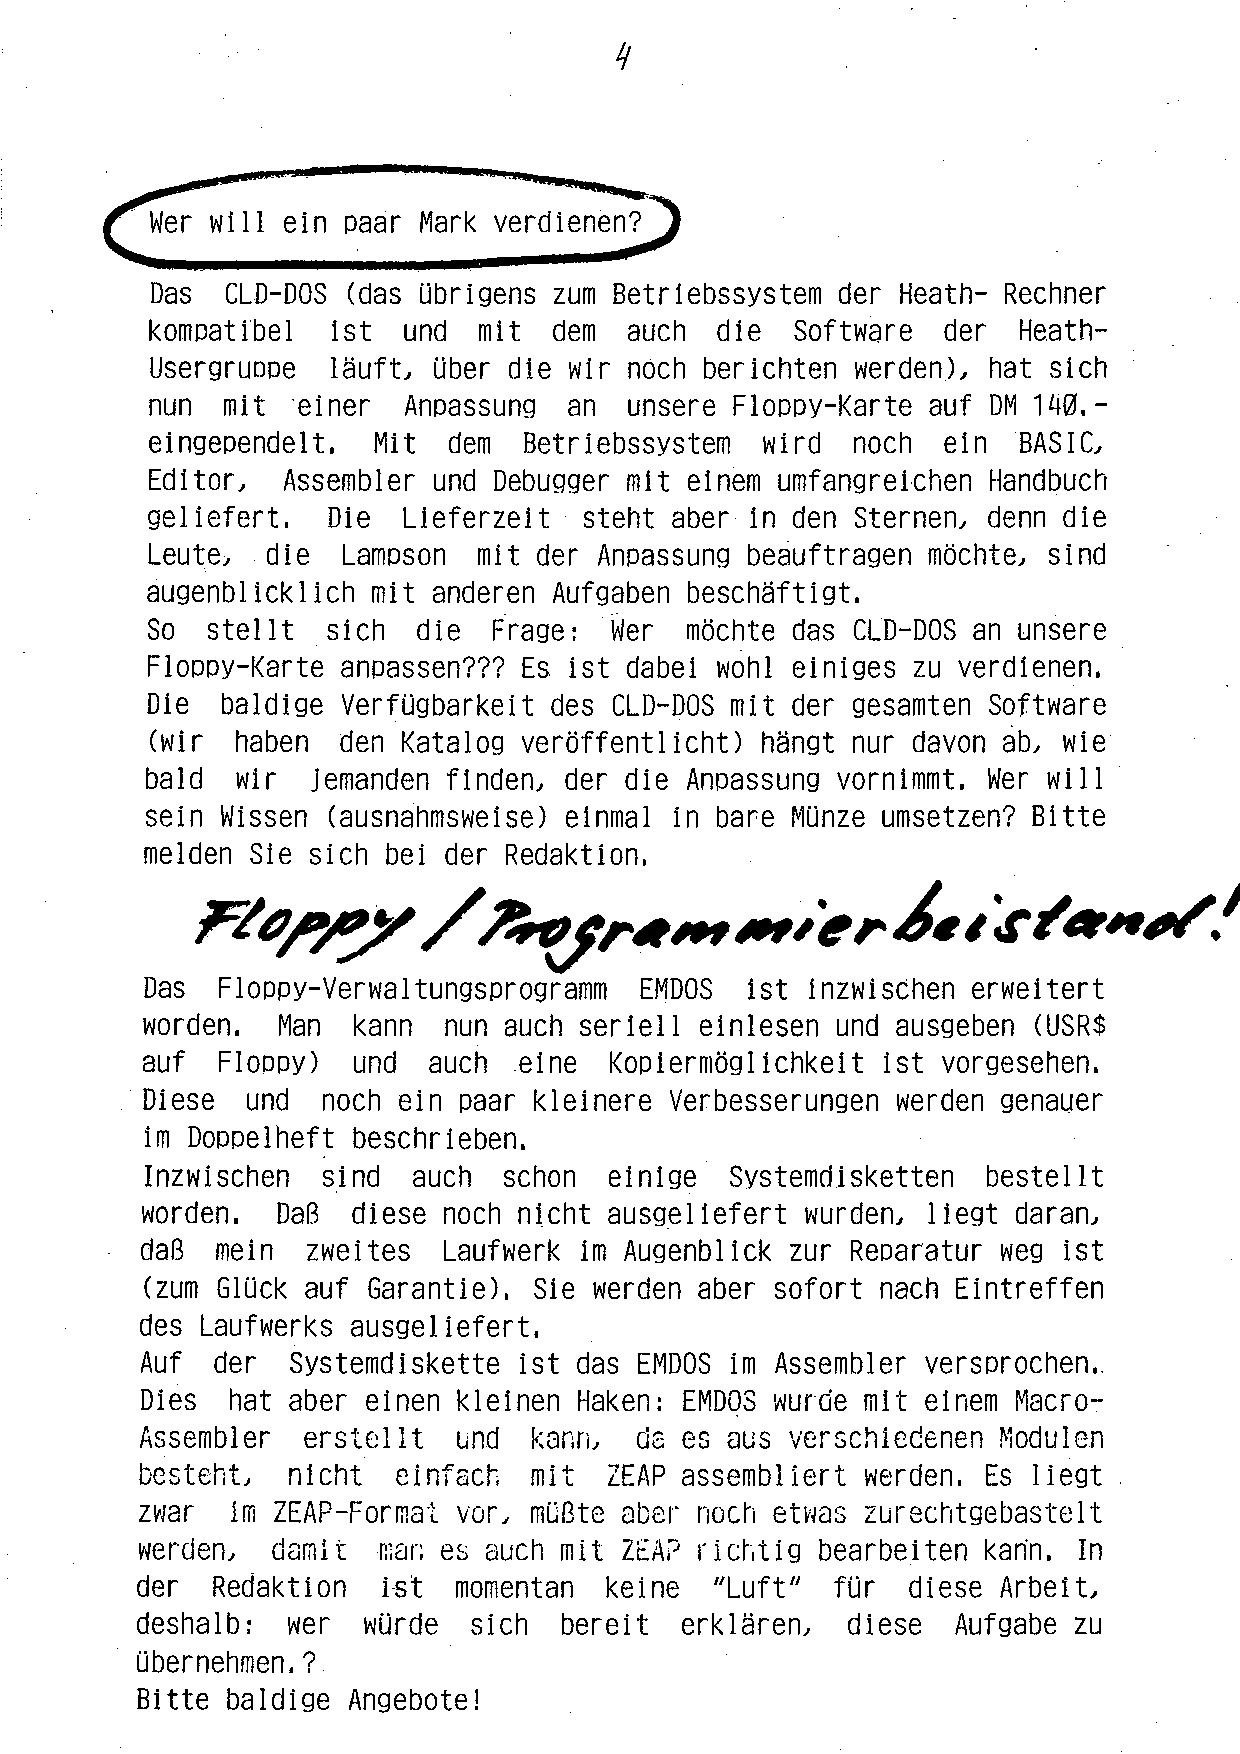 4
Wer will ein paar Mark verdienen?
Das CLD-DOS (das übrigens zum Betriebssystem der Heath- Rechner
kompatibel ist und mit dem auch die Software der Heath-
Usergruppe läuft, über die wir noch berichten werden), hat sich
nun mit einer Anpassung an unsere Floppy-Karte auf DM 140.-
eingependelt. Mit dem Betriebssystem wird noch ein BASIC,
Editor, Assembler und Debugger mit einem umfangreichen Handbuch
geliefert. Die Lieferzeit steht aber in den Sternen, denn die
Leute, die Lampson mit der Anpassung beauftragen möchte, sind
augenblicklich mit anderen Aufgaben beschäftigt.
So stellt sich die Frage: Wer möchte das CLD-DOS an unsere
Floppy-Karte anpassen??? Es ist dabei wohl einiges zu verdienen.
Die baldige Verfügbarkeit des CLD-DOS mit der gesamten Software
(wir haben den Katalog veröffentlicht) hängt nur davon ab, wie
bald wir jemanden finden, der die Anpassung vornimmt. Wer will
sein Wissen (ausnahmsweise) einmal in bare Münze umsetzen? Bitte
melden Sie sich bei der Redaktion.
Floppy / Programmierbeistand!
Das Floppy-Verwaltungsprogramm EMDOS ist inzwischen erweitert
worden. Man kann nun auch seriell einlesen und ausgeben (USR$
auf Floppy) und auch eine Kopiermöglichkeit ist vorgesehen.
Diese und noch ein paar kleinere Verbesserungen werden genauer
im Doppelheft beschrieben.
Inzwischen sind auch schon einige Systemdisketten bestellt
worden. Daß diese noch nicht ausgeliefert wurden, liegt daran,
daß mein zweites Laufwerk im Augenblick zur Reparatur weg ist
(zum Glück auf Garantie). Sie werden aber sofort nach Eintreffen
des Laufwerks ausgeliefert.
Auf der Systemdiskette ist das EMDOS im Assembler versprochen.
Dies hat aber einen kleinen Haken: EMDOS wurde mit einem Macro-
Assembler erstellt und kann, da es aus verschiedenen Modulen
besteht, nicht einfach mit ZEAP assembliert werden. Es liegt
zwar im ZEAP-Format vor, müßte aber noch etwas zurechtgebastelt
werden, damit man es auch mit ZEAP richtig bearbeiten kann. In
der Redaktion ist momentan keine "Luft" für diese Arbeit,
deshalb: wer würde sich bereit erklären, diese Aufgabe zu
übernehmen.?
Bitte baldige Angebote!